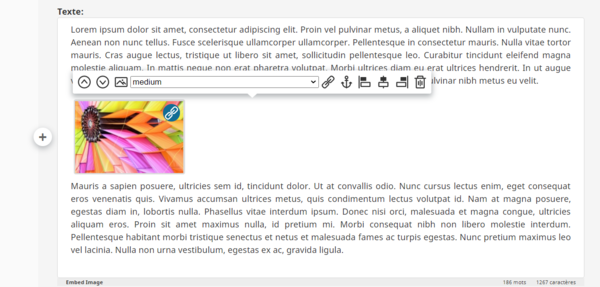 Texte:
Lorem ipsum dolor sit amet, consectetur adipiscing elit. Proin vel pulvinar metus, a aliquet nibh. Nullam in vulputate nunc.
Aenean non nunc tellus. Fusce scelerisque ullamcorper ullamcorper. Pellentesque in consectetur mauris. Nulla vitae tortor
mauris. Cras augue lectus, tristique ut libero sit amet, sollicitudin pellentesque leo. Curabitur tincidunt eleifend magna
molestie aliquam. In mattis neque non erat pharetra volutpat. Morbi ultrices diam eu erat ultrices hendrerit. In ut augue
pulvinar nibh metus eu velit.
medium
Mauris a sapien posuere, ultricies sem id, tincidunt dolor. Ut at convallis odio. Nunc cursus lectus enim, eget consequat
eros venenatis quis. Vivamus accumsan ultrices metus, quis condimentum lectus volutpat id. Nam at magna posuere,
egestas diam in, lobortis nulla. Phasellus vitae interdum ipsum. Donec nisi orci, malesuada et magna congue, ultricies
aliquam eros. Proin sit amet maximus nulla, id pretium mi. Morbi consequat nibh non libero molestie interdum.
Pellentesque habitant morbi tristique senectus et netus et malesuada fames ac turpis egestas. Nunc pretium maximus leo
vel lacinia. Nulla non urna vestibulum, egestas ex ac, gravida ligula.
Embed Image 186 mots 1267 caractères